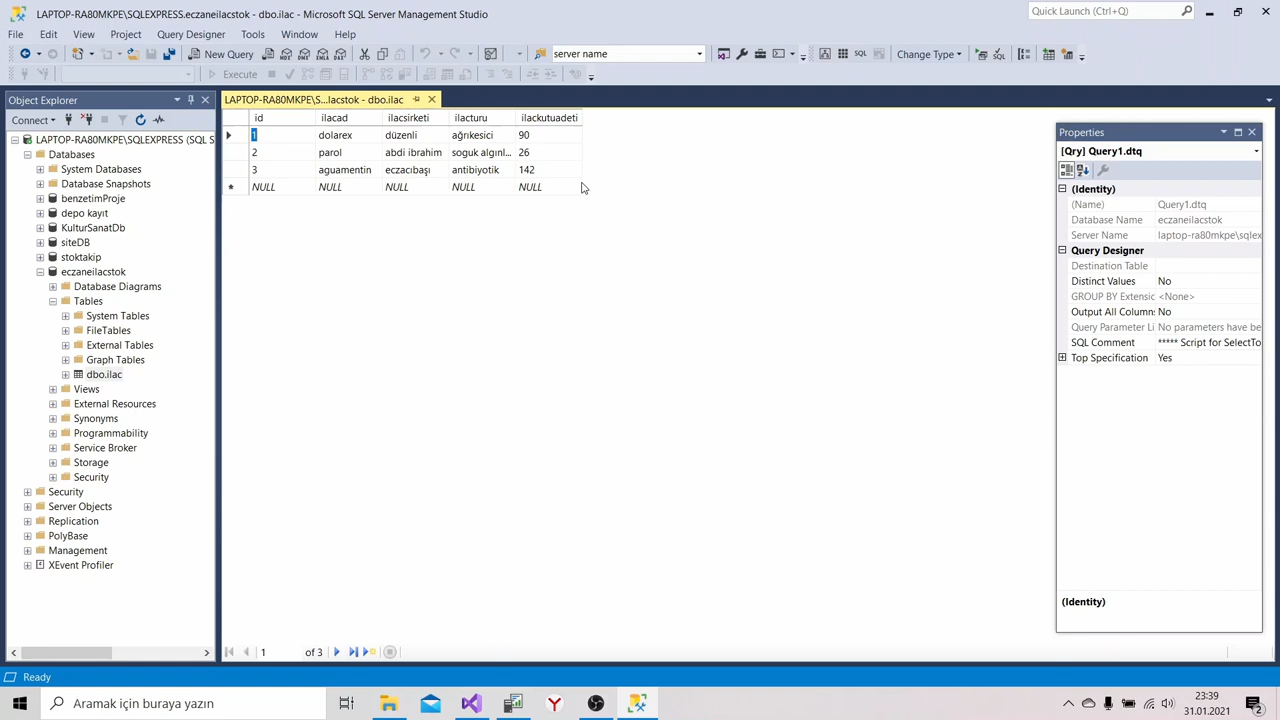 LAPTOP-RA80MKPE\SQLEXPRESS.eczaneilacstok - dbo.ilac - Microsoft SQL Server Management Studio
Quick Launch (Ctrl+Q)
File Edit View Project Query Designer Tools Window Help
New Query server name Change Type
Execute
Object Explorer
LAPTOP-RA80MKPE\S...lacstok - dbo.ilac
Connect
LAPTOP-RA80MKPE\SQLEXPRESS (SQL S
Databases
System Databases
Database Snapshots
benzetimProje
depo kayıt
KulturSanatDb
siteDB
stoktakip
eczaneilacstok
Database Diagrams
Tables
System Tables
FileTables
External Tables
Graph Tables
dbo.ilac
Views
External Resources
Synonyms
Programmability
Service Broker
Storage
Security
Security
Server Objects
Replication
PolyBase
Management
XEvent Profiler
id ilacad ilacsirketi ilacturu ilackutuadeti
1 dolarex düzenli ağrıkesici 90
2 parol abdi ibrahim soguk algınl... 26
3 aguamentin eczacıbaşı antibiyotik 142
NULL NULL NULL NULL NULL
1 of 3
Properties
[Qry] Query1.dtq
(Identity)
(Name) Query1.dtq
Database Name eczaneilacstok
Server Name laptop-ra80mkpe\sqlex
Query Designer
Destination Table
Distinct Values No
GROUP BY Extensic <None>
Output All Column: No
Query Parameter Li No parameters have be
SQL Comment ***** Script for SelectTo
Top Specification Yes
(Identity)
Ready
Aramak için buraya yazın
23:39
31.01.2021
2